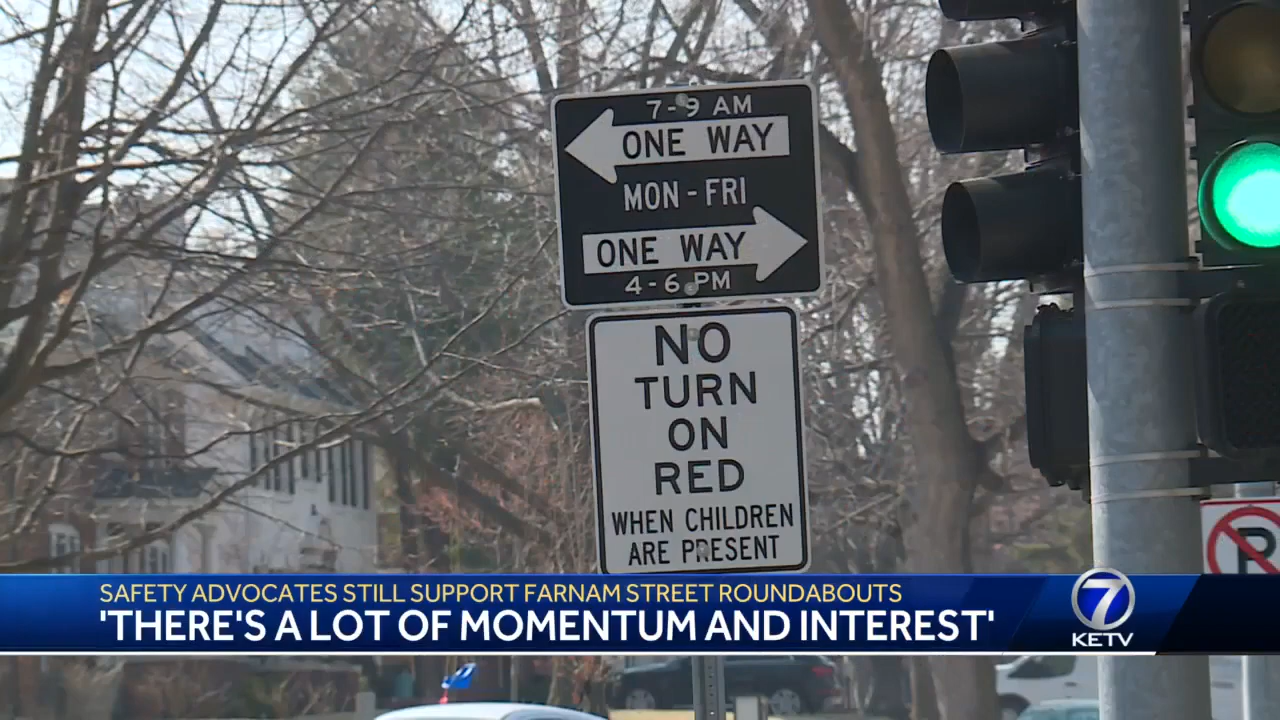 7-9 AM
ONE WAY
MON-FRI
ONE WAY
4-6 PM
NO
TURN
ON
RED
WHEN CHILDREN
ARE PRESENT
P
SAFETY ADVOCATES STILL SUPPORT FARNAM STREET ROUNDABOUTS
'THERE'S A LOT OF MOMENTUM AND INTEREST'
7
KETV